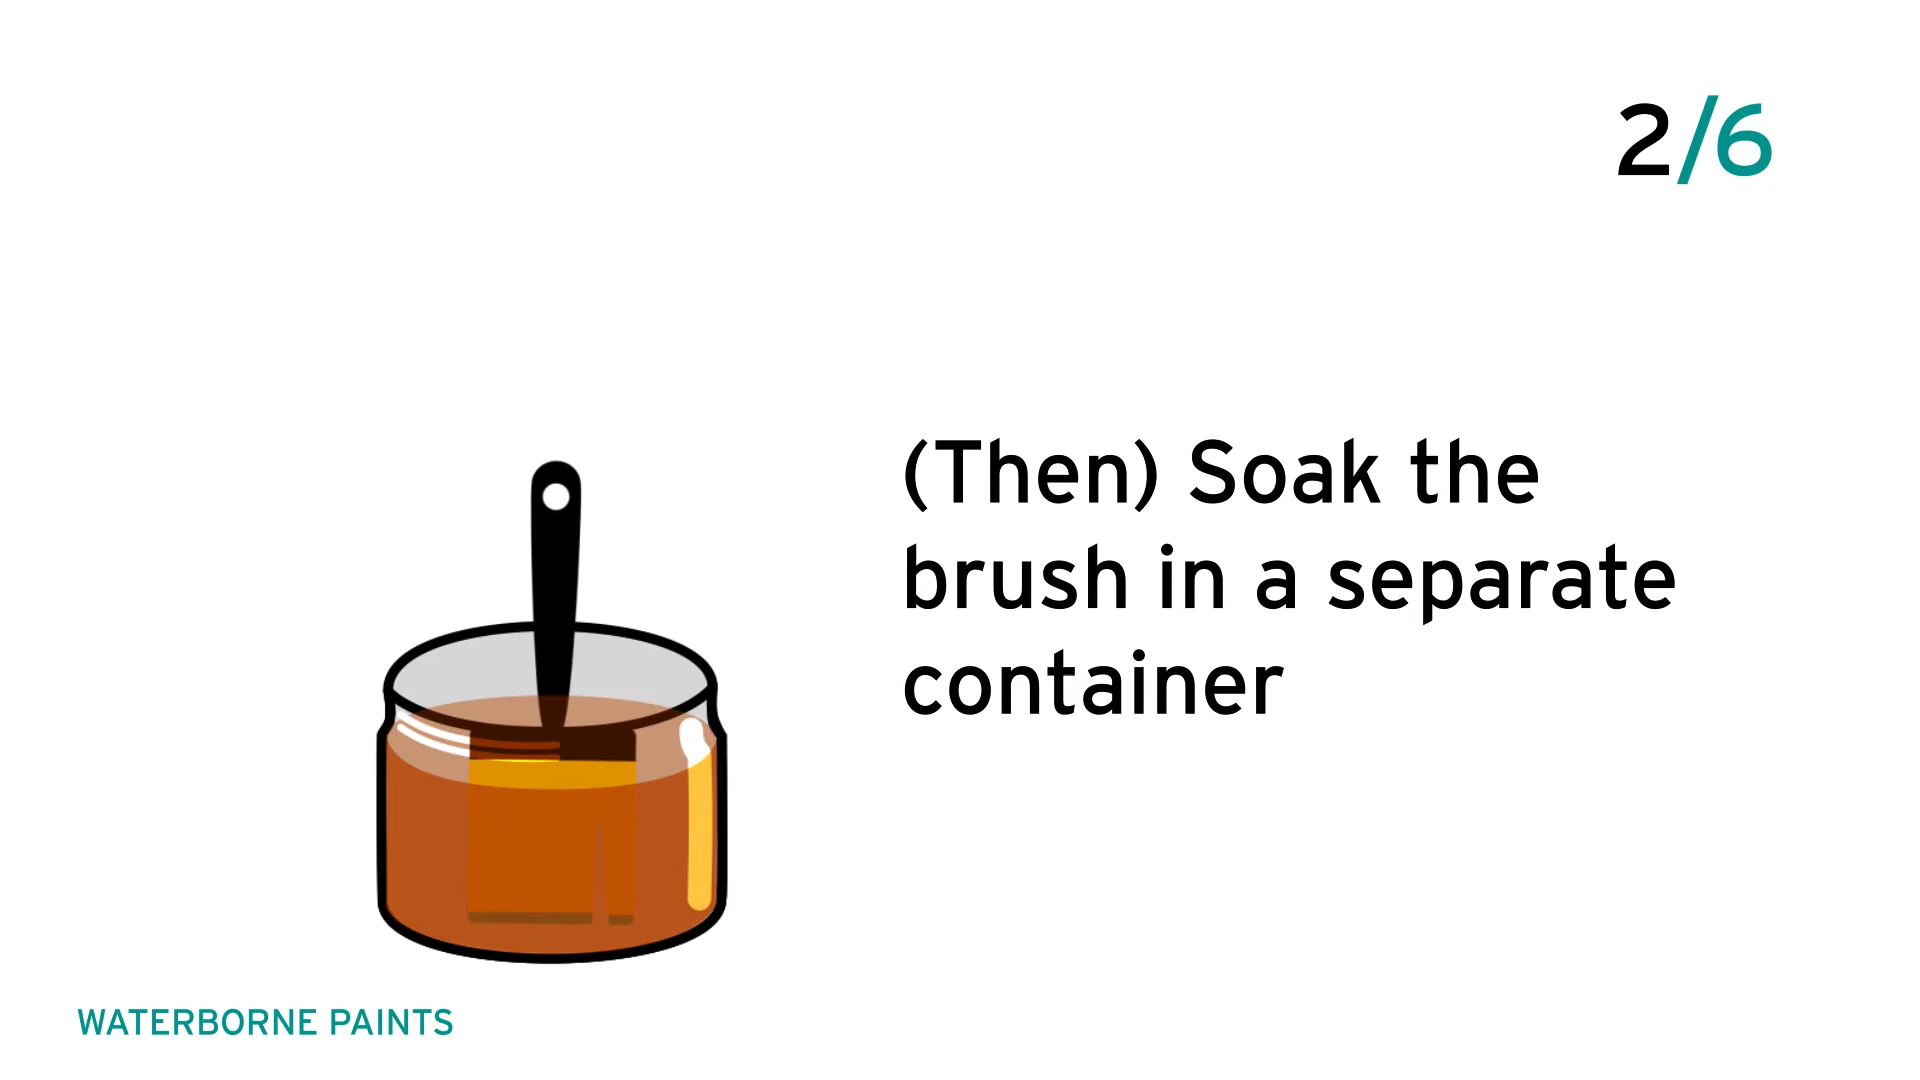 2/6
(Then) Soak the
brush in a separate
container
WATERBORNE PAINTS